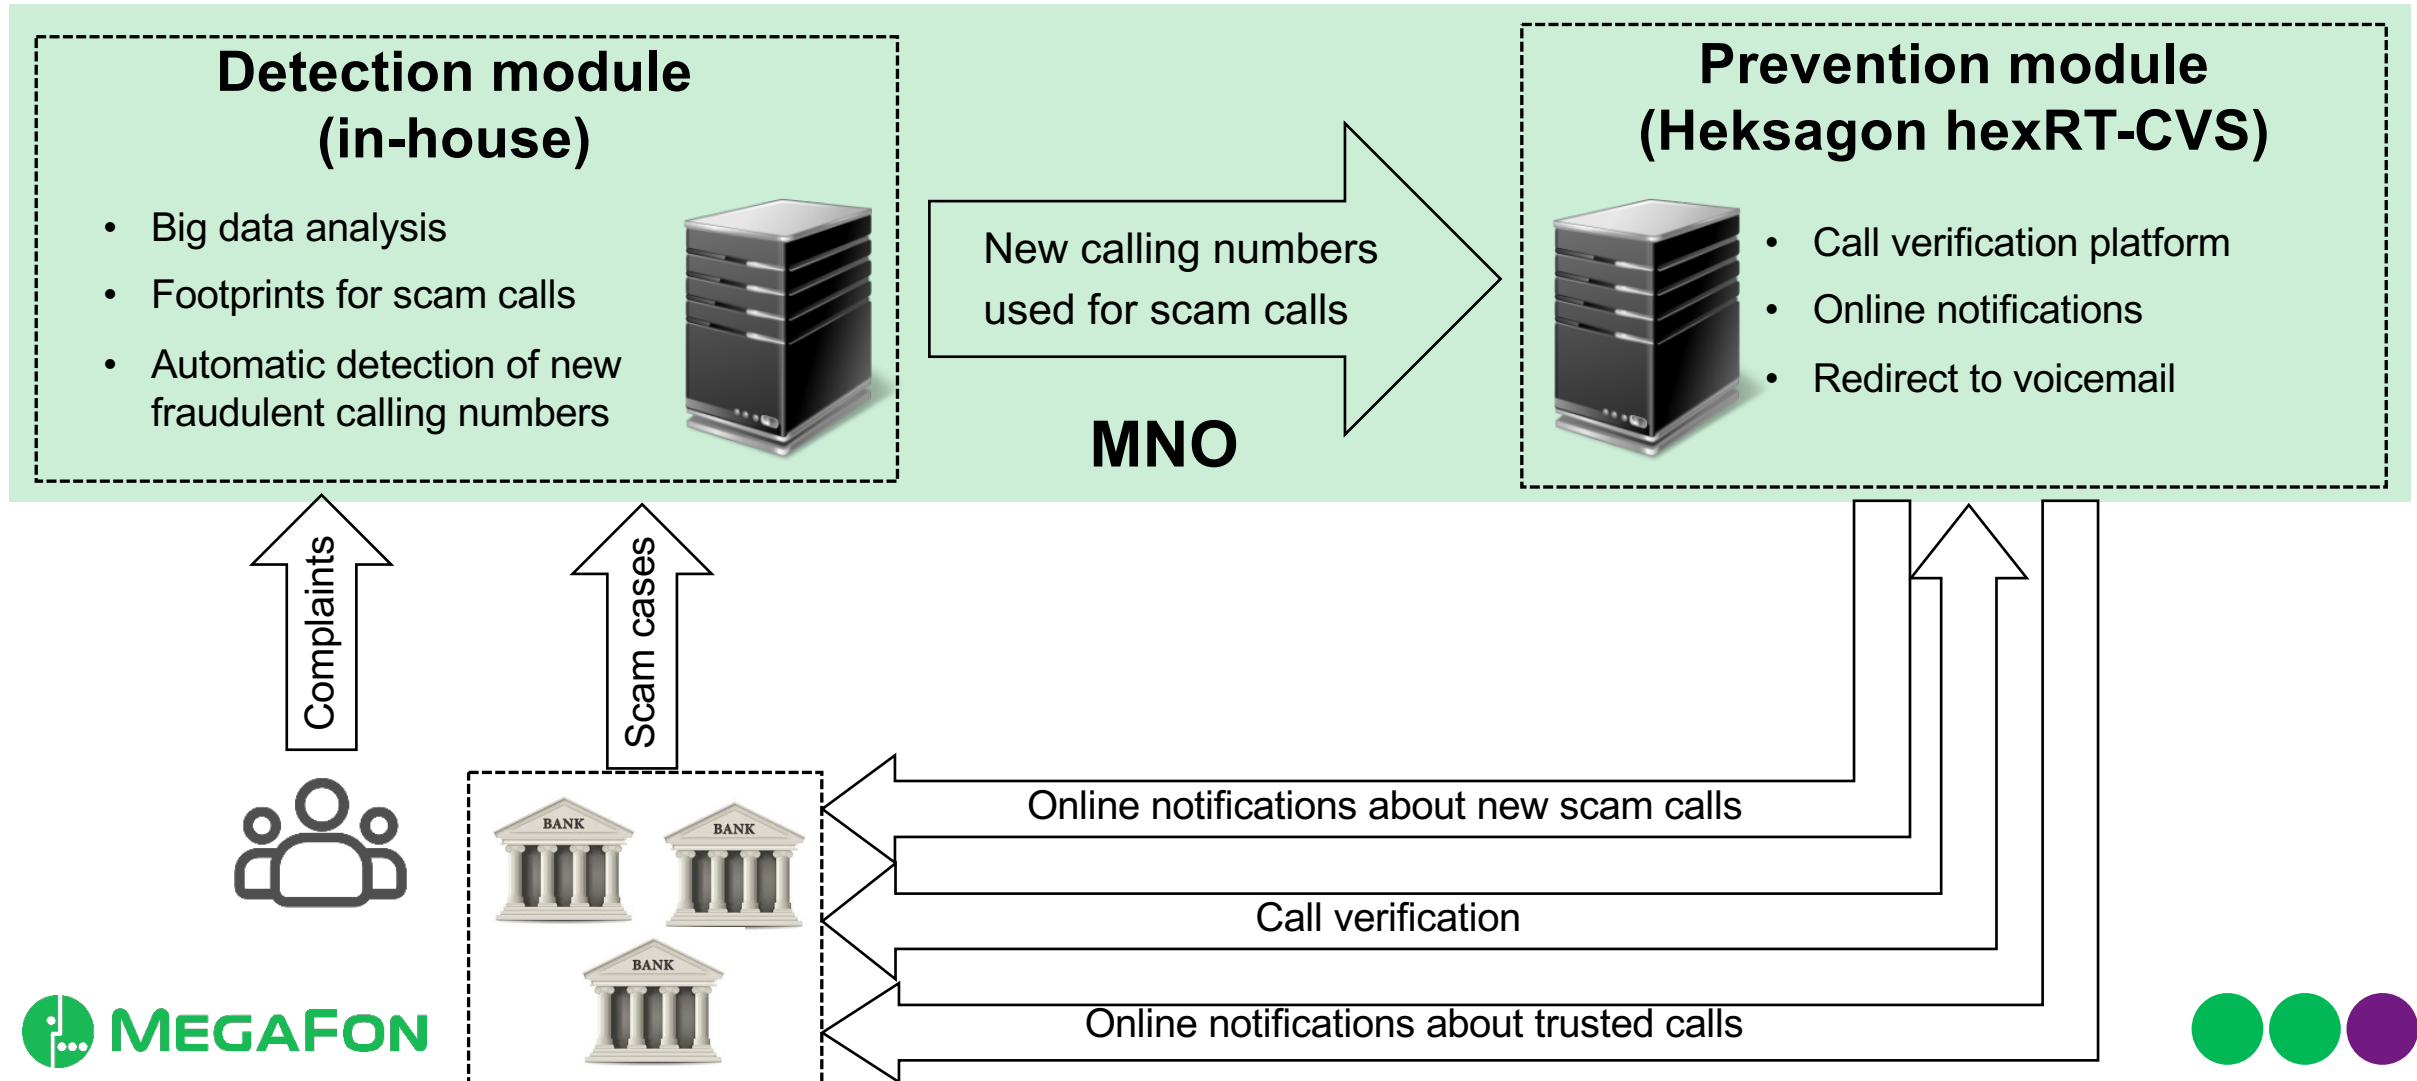 Detection module
(in-house)
• Big data analysis
• Footprints for scam calls
• Automatic detection of new
fraudulent calling numbers
New calling numbers
used for scam calls
MNO
Prevention module
(Heksagon hexRT-CVS)
• Call verification platform
• Online notifications
• Redirect to voicemail
Complaints
Scam cases
BANK
BANK
BANK
Online notifications about new scam calls
Call verification
Online notifications about trusted calls
MEGAFON